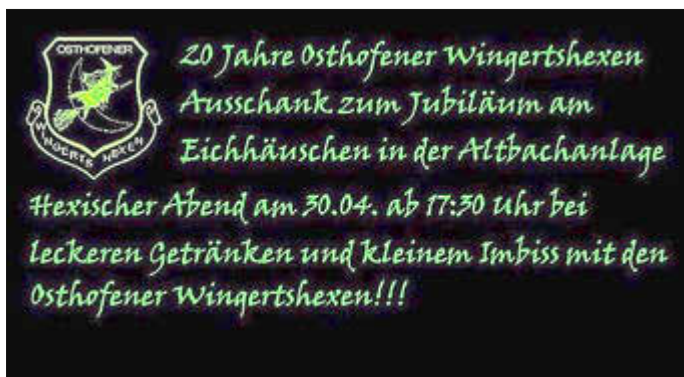 OSTHOFENER
WINGERTS HEXEN
20 Jahre Osthofener Wingertshexen
Ausschank zum Jubiläum am
Eichhäuschen in der Altbachanlage
Hexischer Abend am 30.04. ab 17:30 Uhr bei
leckeren Getränken und kleinem Imbiss mit den
Osthofener Wingertshexen!!!